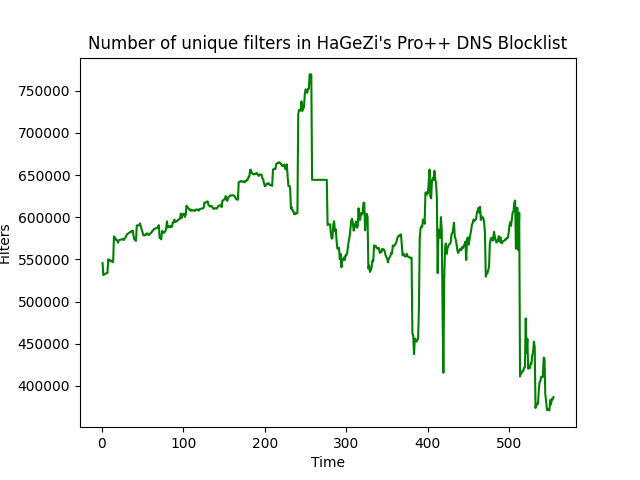 Number of unique filters in HaGeZi's Pro++ DNS Blocklist
750000
700000
650000
600000
550000
500000
450000
400000
Filters
0 100 200 300 400 500
Time